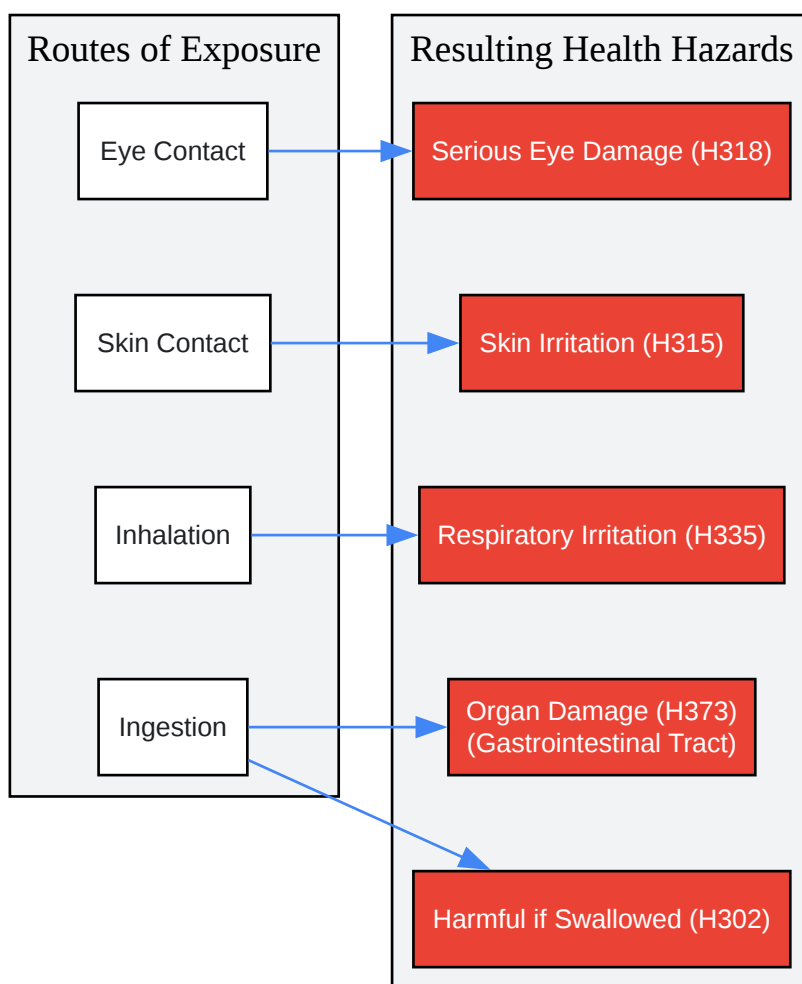 Routes of Exposure
Resulting Health Hazards
Eye Contact
Serious Eye Damage (H318)
Skin Contact
Skin Irritation (H315)
Inhalation
Respiratory Irritation (H335)
Ingestion
Organ Damage (H373)
(Gastrointestinal Tract)
Harmful if Swallowed (H302)